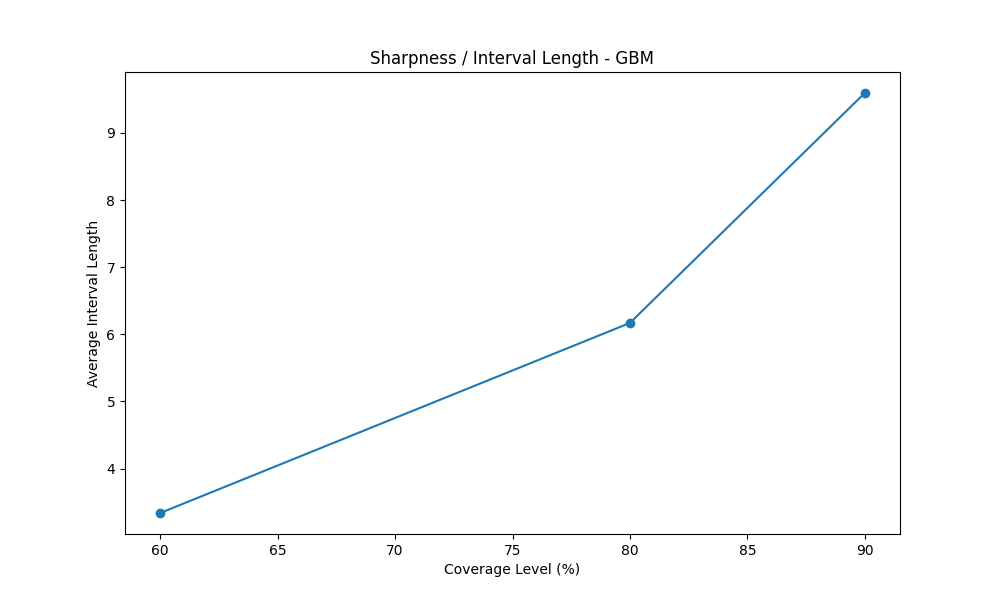 Sharpness / Interval Length - GBM
Average Interval Length
9
8
7
6
5
4
60 65 70 75 80 85 90
Coverage Level (%)